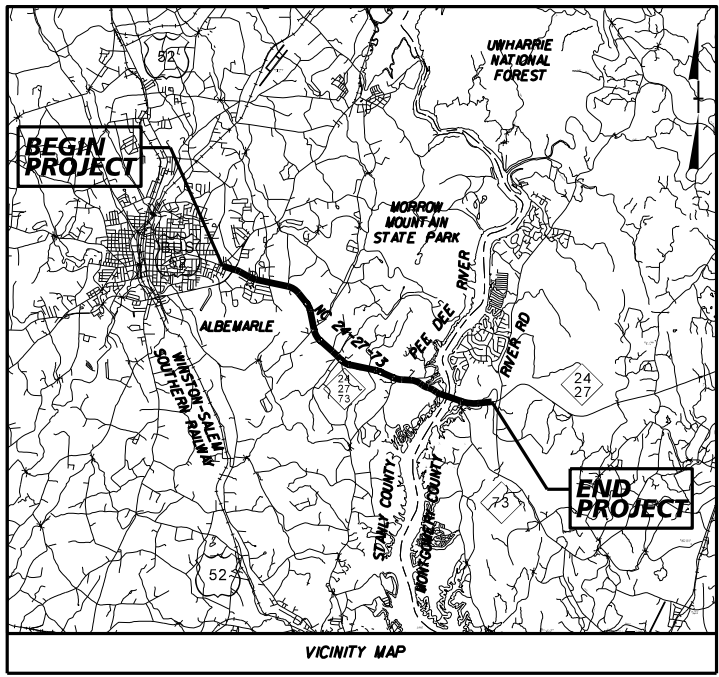 52
UWHARRIE
NATIONAL
FOREST
BEGIN
PROJECT
MORROW
MOUNTAIN
STATE PARK
BUS
52
PEE DEE RIVER
ALBEMARLE
NC 24-27-73
RIVER RD
WINSTON-SALEM
SOUTHERN RAILWAY
24
27
73
24
27
STANLY COUNTY
MONTGOMERY COUNTY
73
END
PROJECT
52
VICINITY MAP